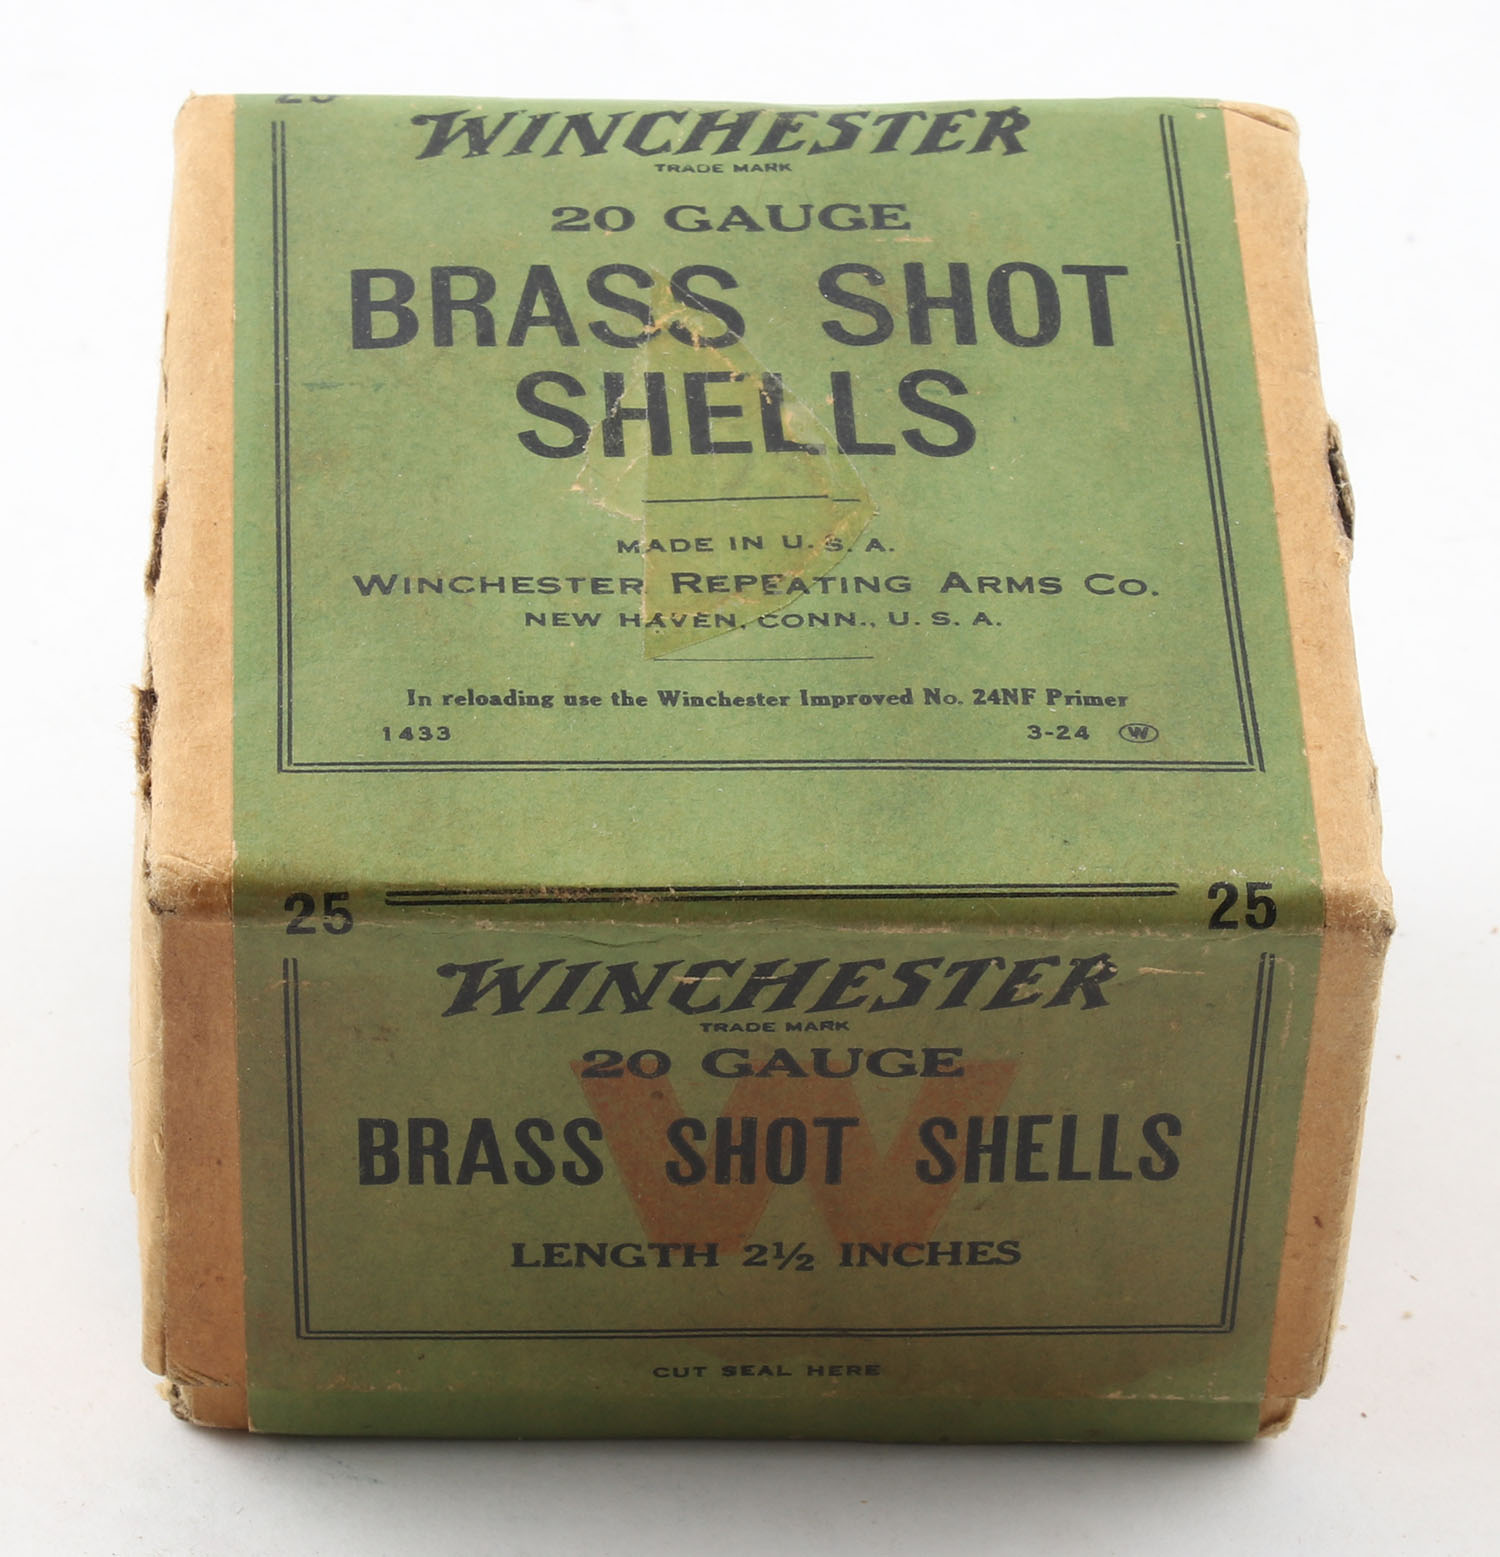 WINCHESTER
TRADE MARK
20 GAUGE
BRASS SHOT
SHELLS
MADE IN U. S. A.
WINCHESTER REPEATING ARMS CO.
NEW HAVEN, CONN., U. S. A.
In reloading use the Winchester Improved No. 24NF Primer
1433 3-24 W
25 25
WINCHESTER
TRADE MARK
20 GAUGE
W
BRASS SHOT SHELLS
LENGTH 2½ INCHES
CUT SEAL HERE